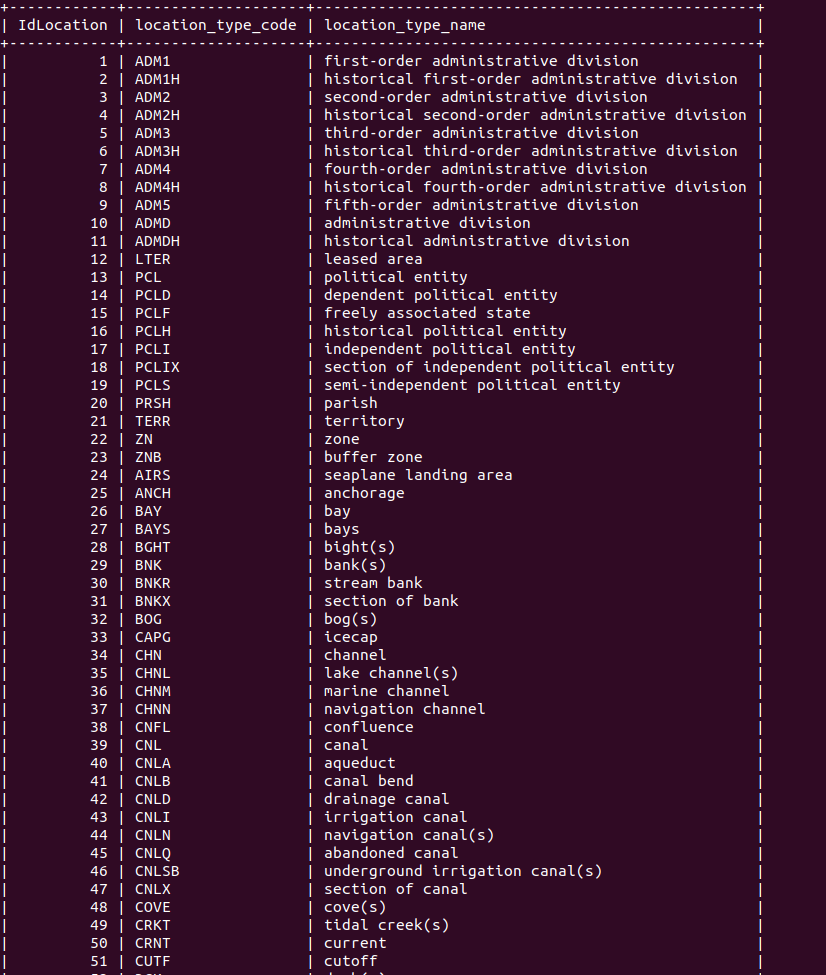 +------------+--------------------+-------------------------------------------------+
| IdLocation | location_type_code | location_type_name                              |
+------------+--------------------+-------------------------------------------------+
|          1 | ADM1               | first-order administrative division             |
|          2 | ADM1H              | historical first-order administrative division  |
|          3 | ADM2               | second-order administrative division            |
|          4 | ADM2H              | historical second-order administrative division |
|          5 | ADM3               | third-order administrative division             |
|          6 | ADM3H              | historical third-order administrative division  |
|          7 | ADM4               | fourth-order administrative division            |
|          8 | ADM4H              | historical fourth-order administrative division |
|          9 | ADM5               | fifth-order administrative division             |
|         10 | ADMD               | administrative division                         |
|         11 | ADMDH              | historical administrative division              |
|         12 | LTER               | leased area                                     |
|         13 | PCL                | political entity                                |
|         14 | PCLD               | dependent political entity                      |
|         15 | PCLF               | freely associated state                         |
|         16 | PCLH               | historical political entity                     |
|         17 | PCLI               | independent political entity                    |
|         18 | PCLIX              | section of independent political entity         |
|         19 | PCLS               | semi-independent political entity               |
|         20 | PRSH               | parish                                          |
|         21 | TERR               | territory                                       |
|         22 | ZN                 | zone                                            |
|         23 | ZNB                | buffer zone                                     |
|         24 | AIRS               | seaplane landing area                           |
|         25 | ANCH               | anchorage                                       |
|         26 | BAY                | bay                                             |
|         27 | BAYS               | bays                                            |
|         28 | BGHT               | bight(s)                                        |
|         29 | BNK                | bank(s)                                         |
|         30 | BNKR               | stream bank                                     |
|         31 | BNKX               | section of bank                                 |
|         32 | BOG                | bog(s)                                          |
|         33 | CAPG               | icecap                                          |
|         34 | CHN                | channel                                         |
|         35 | CHNL               | lake channel(s)                                 |
|         36 | CHNM               | marine channel                                  |
|         37 | CHNN               | navigation channel                              |
|         38 | CNFL               | confluence                                      |
|         39 | CNL                | canal                                           |
|         40 | CNLA               | aqueduct                                        |
|         41 | CNLB               | canal bend                                      |
|         42 | CNLD               | drainage canal                                  |
|         43 | CNLI               | irrigation canal                                |
|         44 | CNLN               | navigation canal(s)                             |
|         45 | CNLQ               | abandoned canal                                 |
|         46 | CNLSB              | underground irrigation canal(s)                 |
|         47 | CNLX               | section of canal                                |
|         48 | COVE               | cove(s)                                         |
|         49 | CRKT               | tidal creek(s)                                  |
|         50 | CRNT               | current                                         |
|         51 | CUTF               | cutoff                                          |